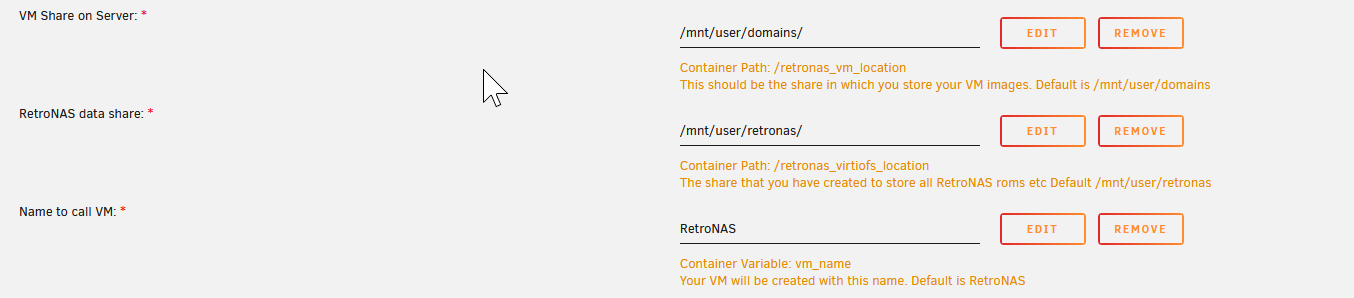 VM Share on Server: *
/mnt/user/domains/
EDIT
REMOVE
Container Path: /retronas_vm_location
This should be the share in which you store your VM images. Default is /mnt/user/domains
RetroNAS data share: *
/mnt/user/retronas/
EDIT
REMOVE
Container Path: /retronas_virtiofs_location
The share that you have created to store all RetroNAS roms etc Default /mnt/user/retronas
Name to call VM: *
RetroNAS
EDIT
REMOVE
Container Variable: vm_name
Your VM will be created with this name. Default is RetroNAS